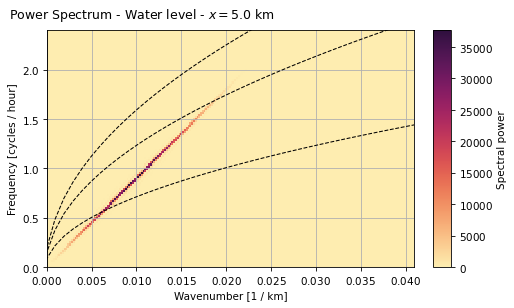 Power Spectrum - Water level - x = 5.0 km
Frequency [cycles / hour]
2.0
1.5
1.0
0.5
0.0
0.000 0.005 0.010 0.015 0.020 0.025 0.030 0.035 0.040
Wavenumber [1 / km]
35000
30000
25000
20000
15000
10000
5000
0
Spectral power